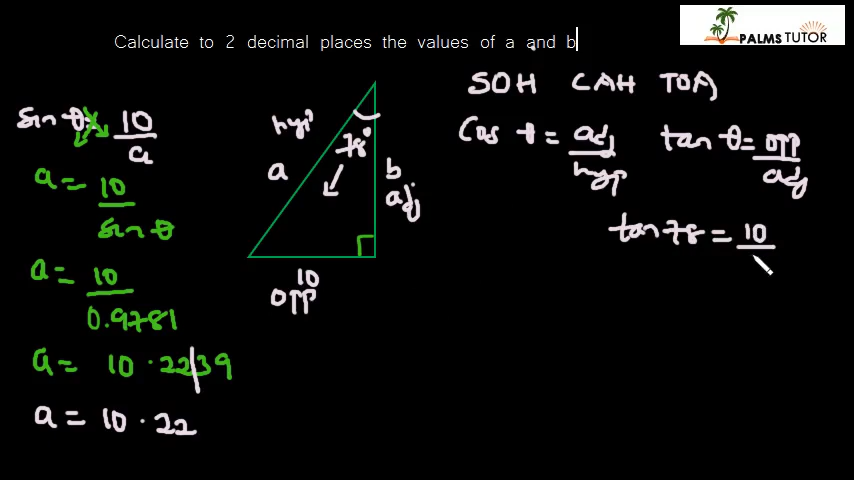 Calculate to 2 decimal places the values of a and b
PALMS TUTOR
SOH CAH TOA
sin θ = 10/a
a = 10/sin θ
a = 10/0.9781
a = 10.22|39
a = 10.22
hyp
a
78°
b
adj
10
opp
Cos θ = adj/hyp
tan θ = opp/adj
tan 78 = 10/